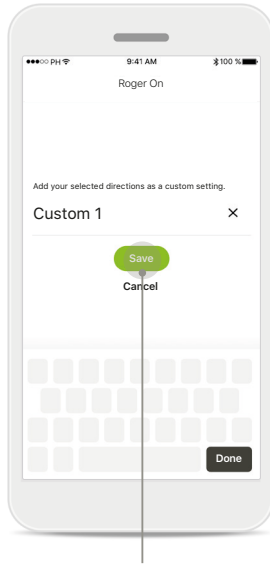 ●●●○○ PH 9:41 AM 100 %
Roger On
Add your selected directions as a custom setting.
Custom 1 ×
Save
Cancel
Done